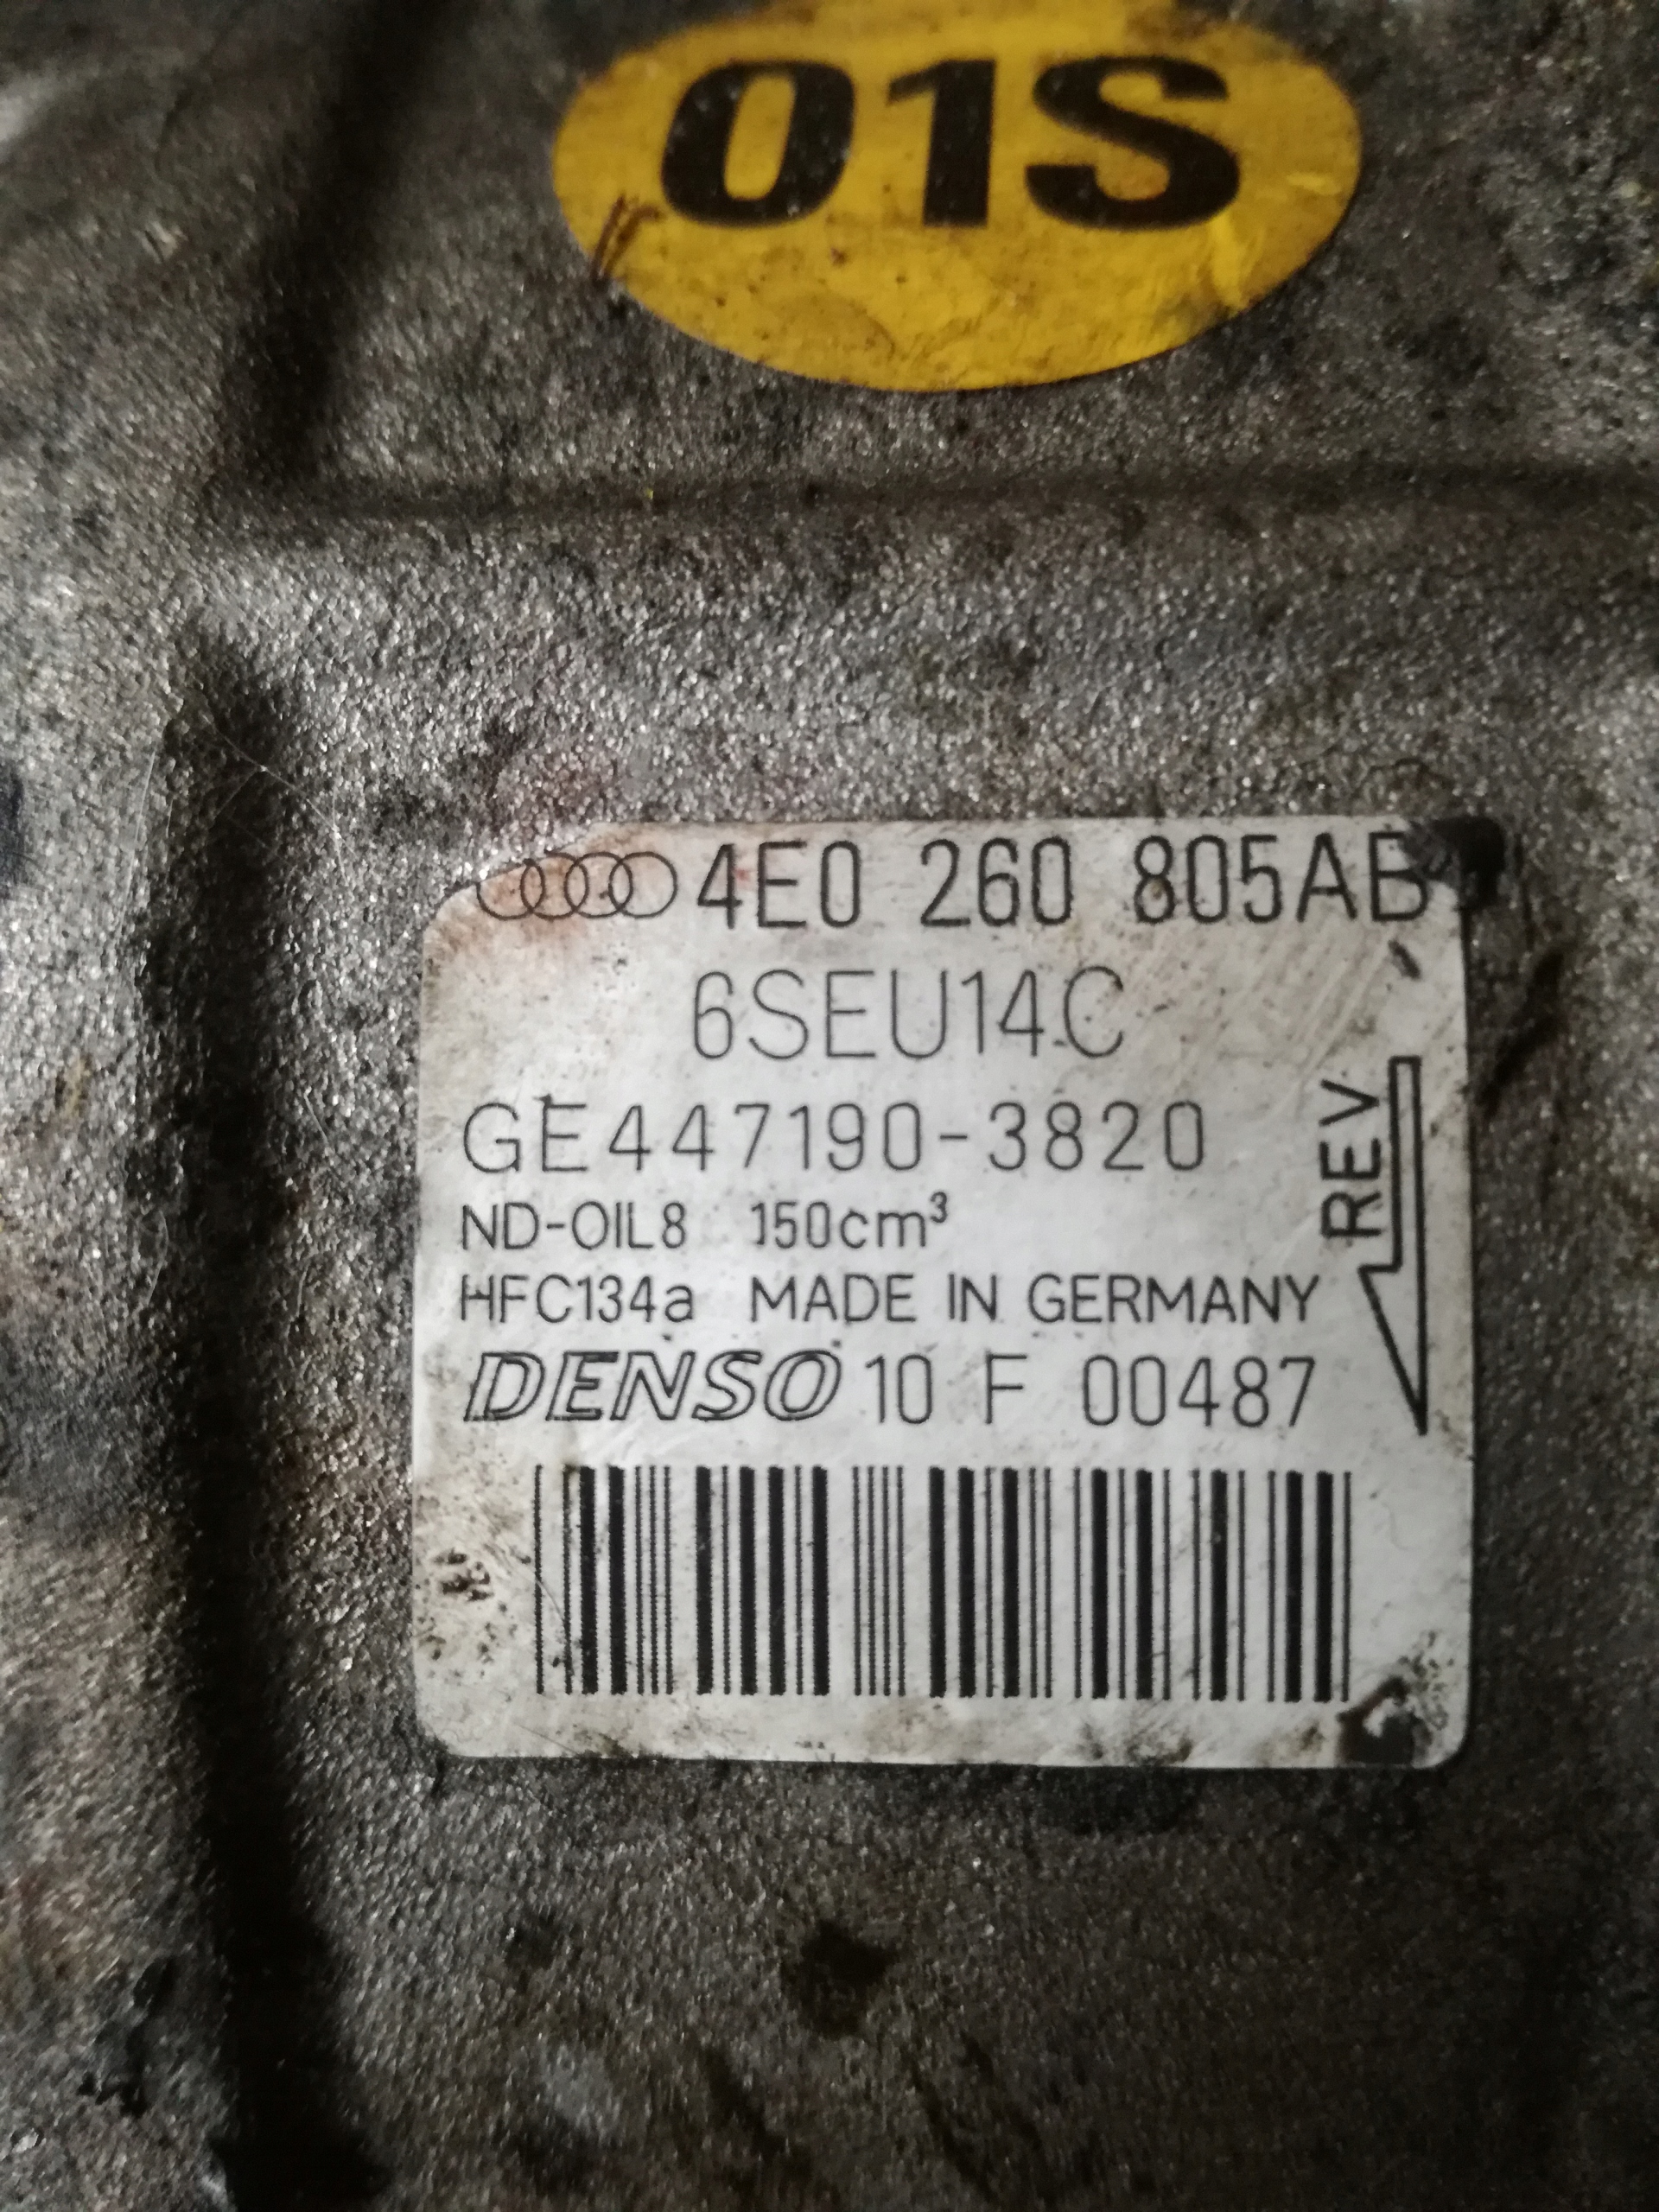 01S
4E0 260 805AB
6SEU14C
GE447190-3820
ND-OIL8 150cm³
HFC134a MADE IN GERMANY
DENSO 10 F 00487
REV